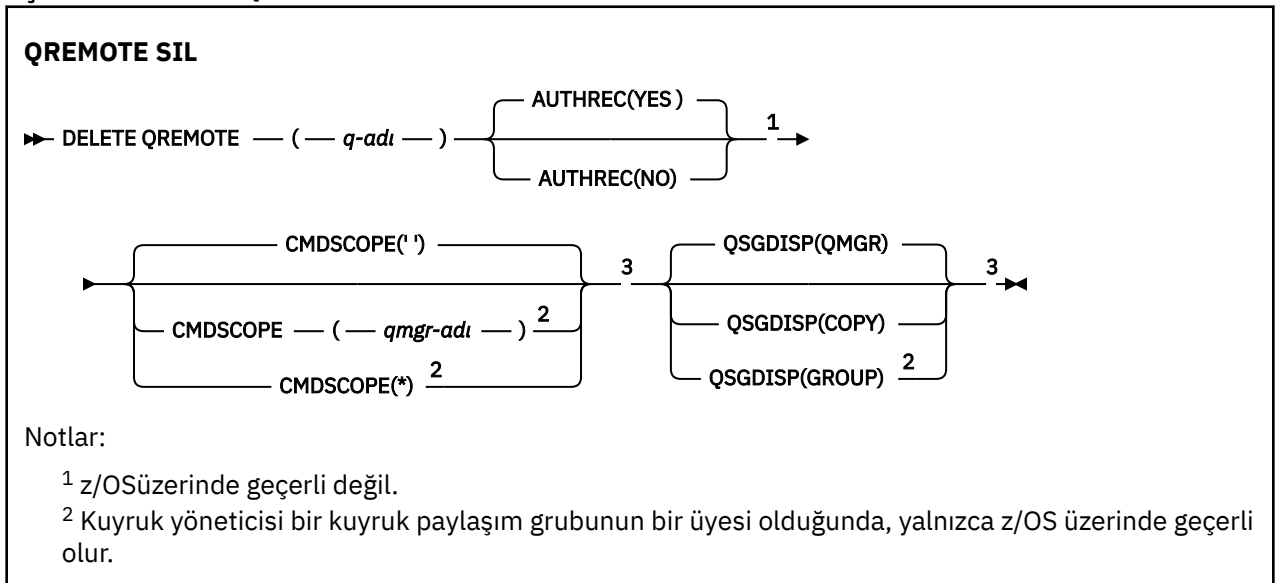 QREMOTE SIL
AUTHREC(YES )
DELETE QREMOTE ( q-adı ) 1
AUTHREC(NO)
CMDSCOPE(' ') QSGDISP(QMGR)
3 3
CMDSCOPE ( qmgr-adı ) 2 QSGDISP(COPY)
CMDSCOPE(*) 2 QSGDISP(GROUP) 2
Notlar:
1 z/OSüzerinde geçerli değil.
2 Kuyruk yöneticisi bir kuyruk paylaşım grubunun bir üyesi olduğunda, yalnızca z/OS üzerinde geçerli
olur.